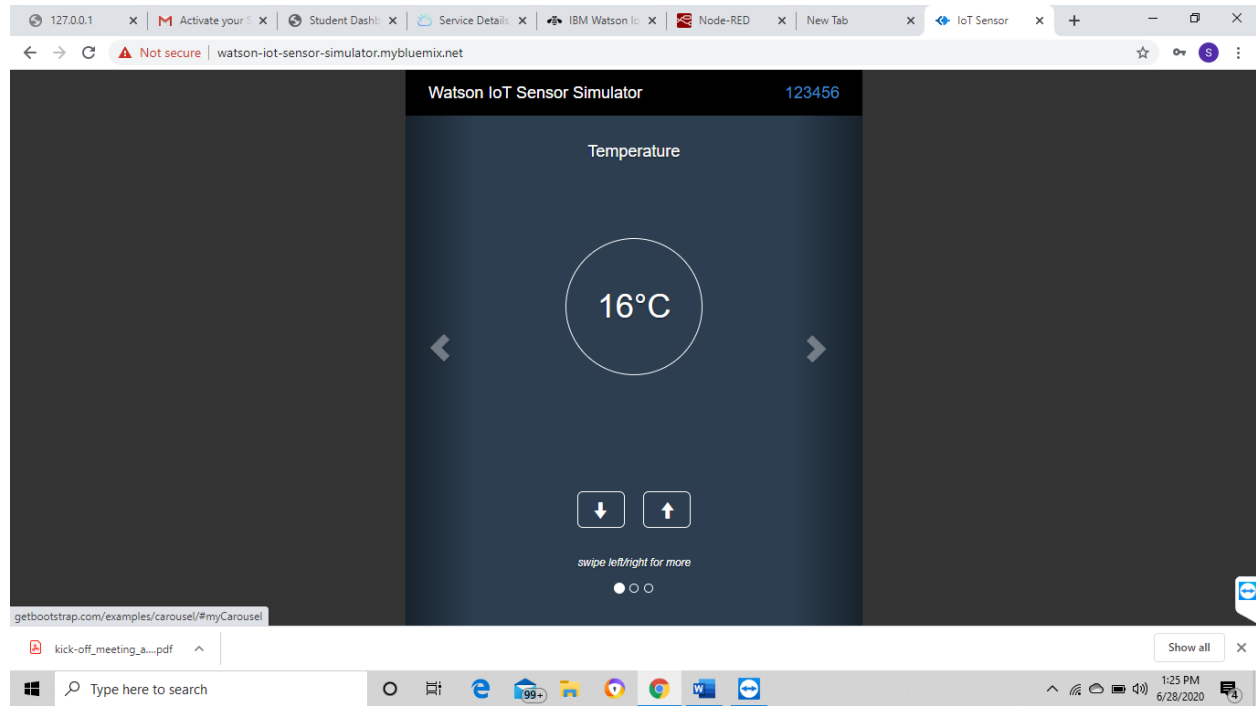 127.0.0.1
Activate your S
Student Dashb
Service Details
IBM Watson Io
Node-RED
New Tab
IoT Sensor
Not secure | watson-iot-sensor-simulator.mybluemix.net
S
Watson IoT Sensor Simulator 123456
Temperature
16°C
swipe left/right for more
getbootstrap.com/examples/carousel/#myCarousel
kick-off_meeting_a....pdf
Show all
Type here to search
99+
1:25 PM
6/28/2020
4